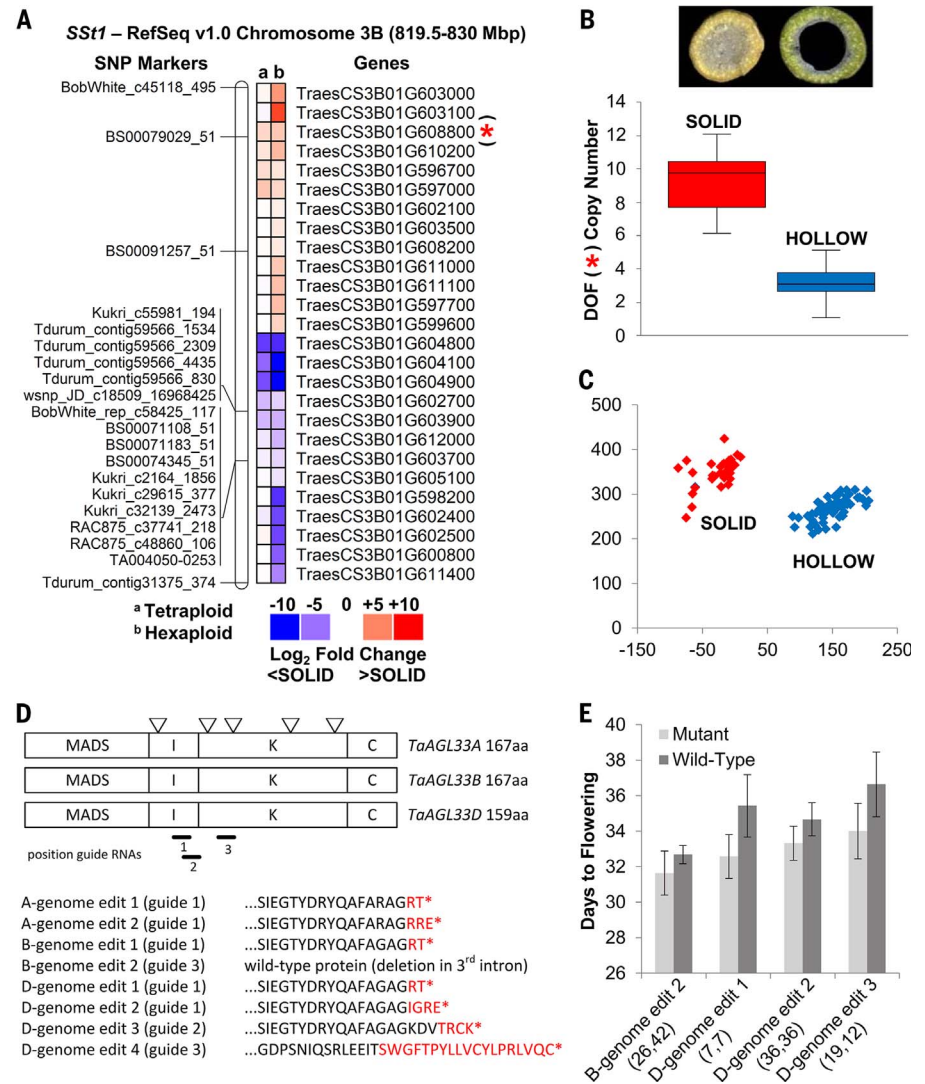 A
SSt1 – RefSeq v1.0 Chromosome 3B (819.5-830 Mbp)
SNP Markers
a b
Genes
BobWhite_c45118_495
BS00079029_51
BS00091257_51
Kukri_c55981_194
Tdurum_contig59566_1534
Tdurum_contig59566_2309
Tdurum_contig59566_4435
Tdurum_contig59566_830
wsnp_JD_c18509_16968425
BobWhite_rep_c58425_117
BS00071108_51
BS00071183_51
BS00074345_51
Kukri_c2164_1856
Kukri_c29615_377
Kukri_c32139_2473
RAC875_c37741_218
RAC875_c48860_106
TA004050-0253
Tdurum_contig31375_374
TraesCS3B01G603000
TraesCS3B01G603100
TraesCS3B01G608800 (*)
TraesCS3B01G610200
TraesCS3B01G596700
TraesCS3B01G597000
TraesCS3B01G602100
TraesCS3B01G603500
TraesCS3B01G608200
TraesCS3B01G611000
TraesCS3B01G611100
TraesCS3B01G597700
TraesCS3B01G599600
TraesCS3B01G604800
TraesCS3B01G604100
TraesCS3B01G604900
TraesCS3B01G602700
TraesCS3B01G603900
TraesCS3B01G612000
TraesCS3B01G603700
TraesCS3B01G605100
TraesCS3B01G598200
TraesCS3B01G602400
TraesCS3B01G602500
TraesCS3B01G600800
TraesCS3B01G611400
a Tetraploid
b Hexaploid
-10 -5 0 +5 +10
Log2 Fold Change
<SOLID >SOLID
B
DOF (*) Copy Number
14
12
10
8
6
4
2
0
SOLID
HOLLOW
C
500
400
300
200
100
0
-150 -50 50 150 250
SOLID
HOLLOW
D
MADS I K C TaAGL33A 167aa
MADS I K C TaAGL33B 167aa
MADS I K C TaAGL33D 159aa
position guide RNAs 1 2 3
A-genome edit 1 (guide 1) ...SIEGTYDRYQAFARAGRT*
A-genome edit 2 (guide 1) ...SIEGTYDRYQAFARAGRRE*
B-genome edit 1 (guide 1) ...SIEGTYDRYQAFAGAGRT*
B-genome edit 2 (guide 3) wild-type protein (deletion in 3rd intron)
D-genome edit 1 (guide 1) ...SIEGTYDRYQAFAGAGRT*
D-genome edit 2 (guide 1) ...SIEGTYDRYQAFAGAGIGRE*
D-genome edit 3 (guide 2) ...SIEGTYDRYQAFAGAGKDVTRCK*
D-genome edit 4 (guide 3) ...GDPSNIQSRLEEITSWGFTPYLLVCYLPRLVQC*
E
Days to Flowering
38
36
34
32
30
28
26
Mutant
Wild-Type
B-genome edit 2
(26,42)
D-genome edit 1
(7,7)
D-genome edit 2
(36,36)
D-genome edit 3
(19,12)